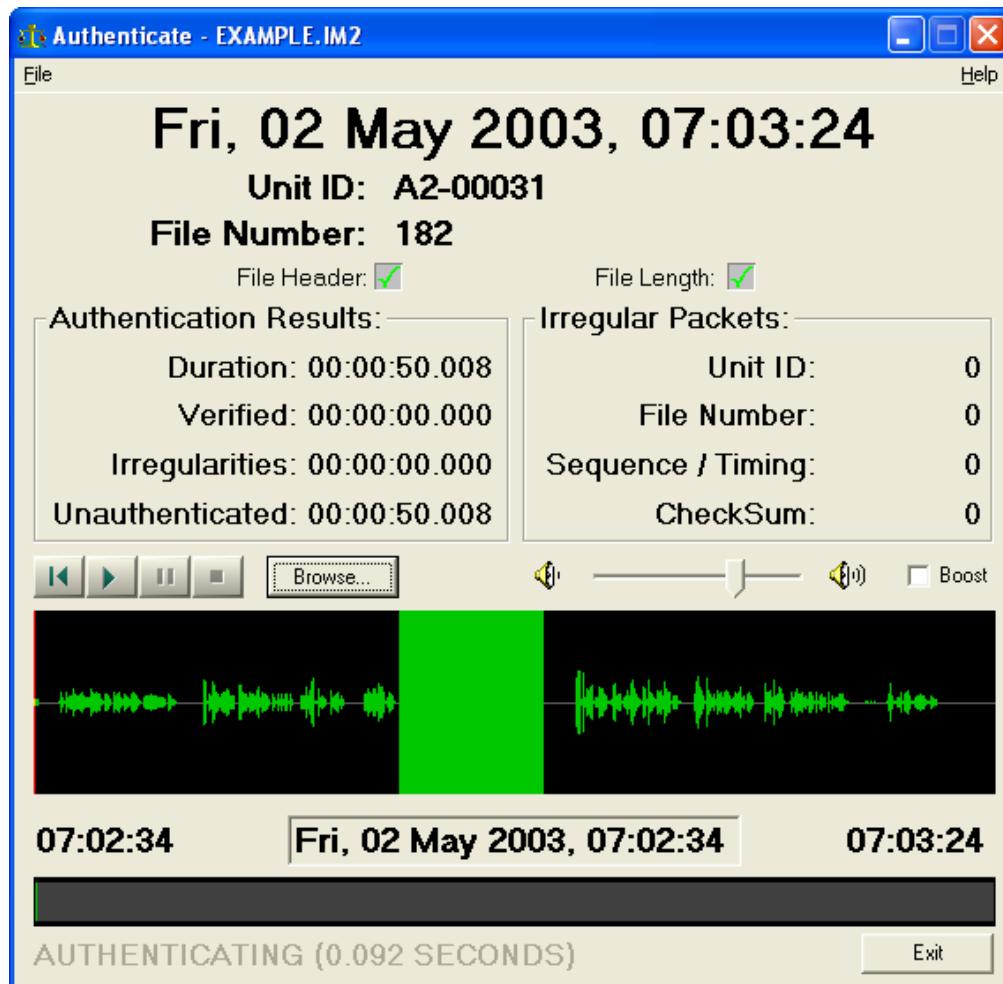 Authenticate - EXAMPLE.IM2
File Help
Fri, 02 May 2003, 07:03:24
Unit ID: A2-00031
File Number: 182
File Header: File Length:
Authentication Results:
Duration: 00:00:50.008
Verified: 00:00:00.000
Irregularities: 00:00:00.000
Unauthenticated: 00:00:50.008
Irregular Packets:
Unit ID: 0
File Number: 0
Sequence / Timing: 0
CheckSum: 0
Browse... Boost
07:02:34 Fri, 02 May 2003, 07:02:34 07:03:24
AUTHENTICATING (0.092 SECONDS) Exit